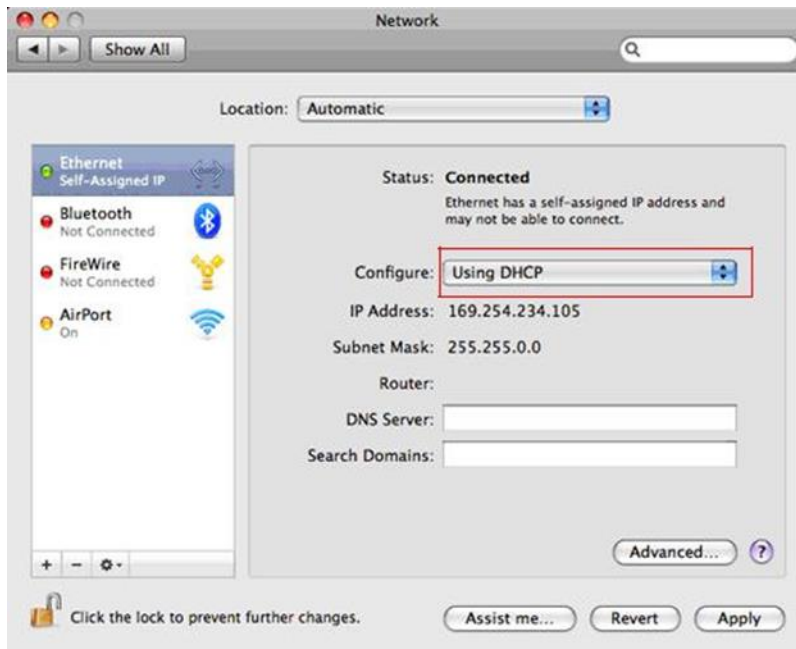 Network
Show All
Location: Automatic
Ethernet
Self-Assigned IP
Bluetooth
Not Connected
FireWire
Not Connected
AirPort
On
Status: Connected
Ethernet has a self-assigned IP address and
may not be able to connect.
Configure: Using DHCP
IP Address: 169.254.234.105
Subnet Mask: 255.255.0.0
Router:
DNS Server:
Search Domains:
Advanced... ?
Click the lock to prevent further changes.
Assist me... Revert Apply